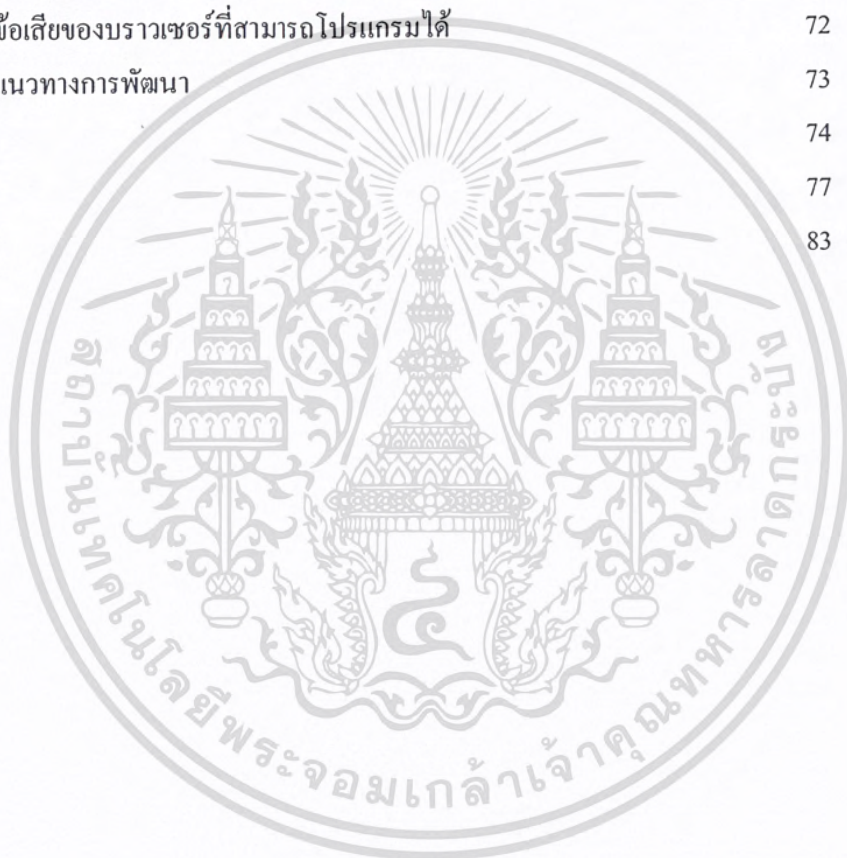 ข้อเสียของบราวเซอร์ที่สามารถโปรแกรมได้ 72
แนวทางการพัฒนา 73
74
77
83
สถาบันเทคโนโลยีพระจอมเกล้าเจ้าคุณทหารลาดกระบัง
๔